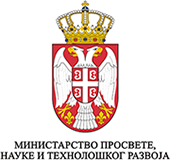 МИНИСТАРСТВО ПРОСВЕТЕ,
НАУКЕ И ТЕХНОЛОШКОГ РАЗВОЈА